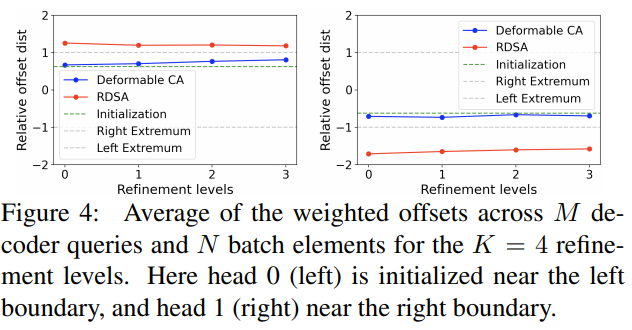 2
1
0
−1
−2
Relative offset dist
Deformable CA
RDSA
Initialization
Right Extremum
Left Extremum
0 1 2 3
Refinement levels
2
1
0
−1
−2
Relative offset dist
Deformable CA
RDSA
Initialization
Right Extremum
Left Extremum
0 1 2 3
Refinement levels
Figure 4: Average of the weighted offsets across M de-
coder queries and N batch elements for the K = 4 refine-
ment levels. Here head 0 (left) is initialized near the left
boundary, and head 1 (right) near the right boundary.